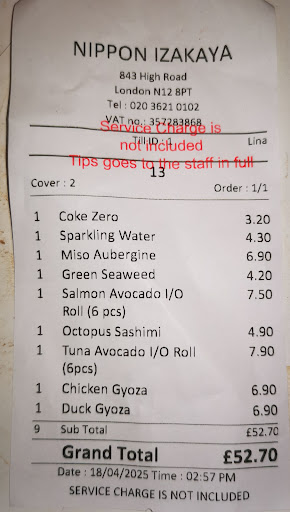 NIPPON IZAKAYA
843 High Road
London N12 8PT
Tel : 020 3621 0102
VAT no.: 357283868
Service Charge is
not included
Till ID : 1 Lina
Tips goes to the staff in full
13
Cover : 2 Order : 1/1
1 Coke Zero 3.20
1 Sparkling Water 4.30
1 Miso Aubergine 6.90
1 Green Seaweed 4.20
1 Salmon Avocado I/O 7.50
Roll (6 pcs)
1 Octopus Sashimi 4.90
1 Tuna Avocado I/O Roll 7.90
(6pcs)
1 Chicken Gyoza 6.90
1 Duck Gyoza 6.90
9 Sub Total £52.70
Grand Total £52.70
Date : 18/04/2025 Time : 02:57 PM
SERVICE CHARGE IS NOT INCLUDED